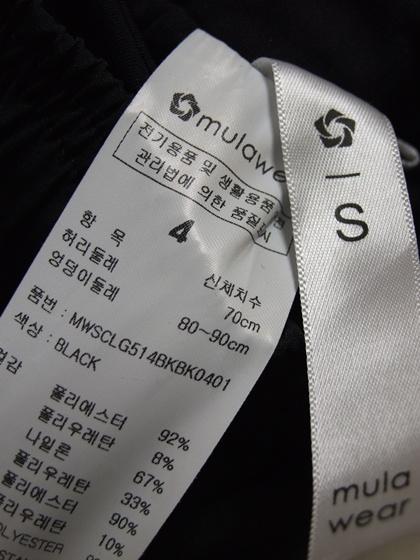 mulawe
전기용품 및 생활용품
관리법에 의한 품질
4
항 목 신체치수
허리둘레 70cm
엉덩이둘레 80~90cm
품번 : MWSCLG514BKBK0401
색상 : BLACK
겉감
폴리에스터 92%
폴리우레탄 8%
나일론 67%
폴리우레탄 33%
폴리에스터 90%
폴리우레탄 10%
S
mula
wear